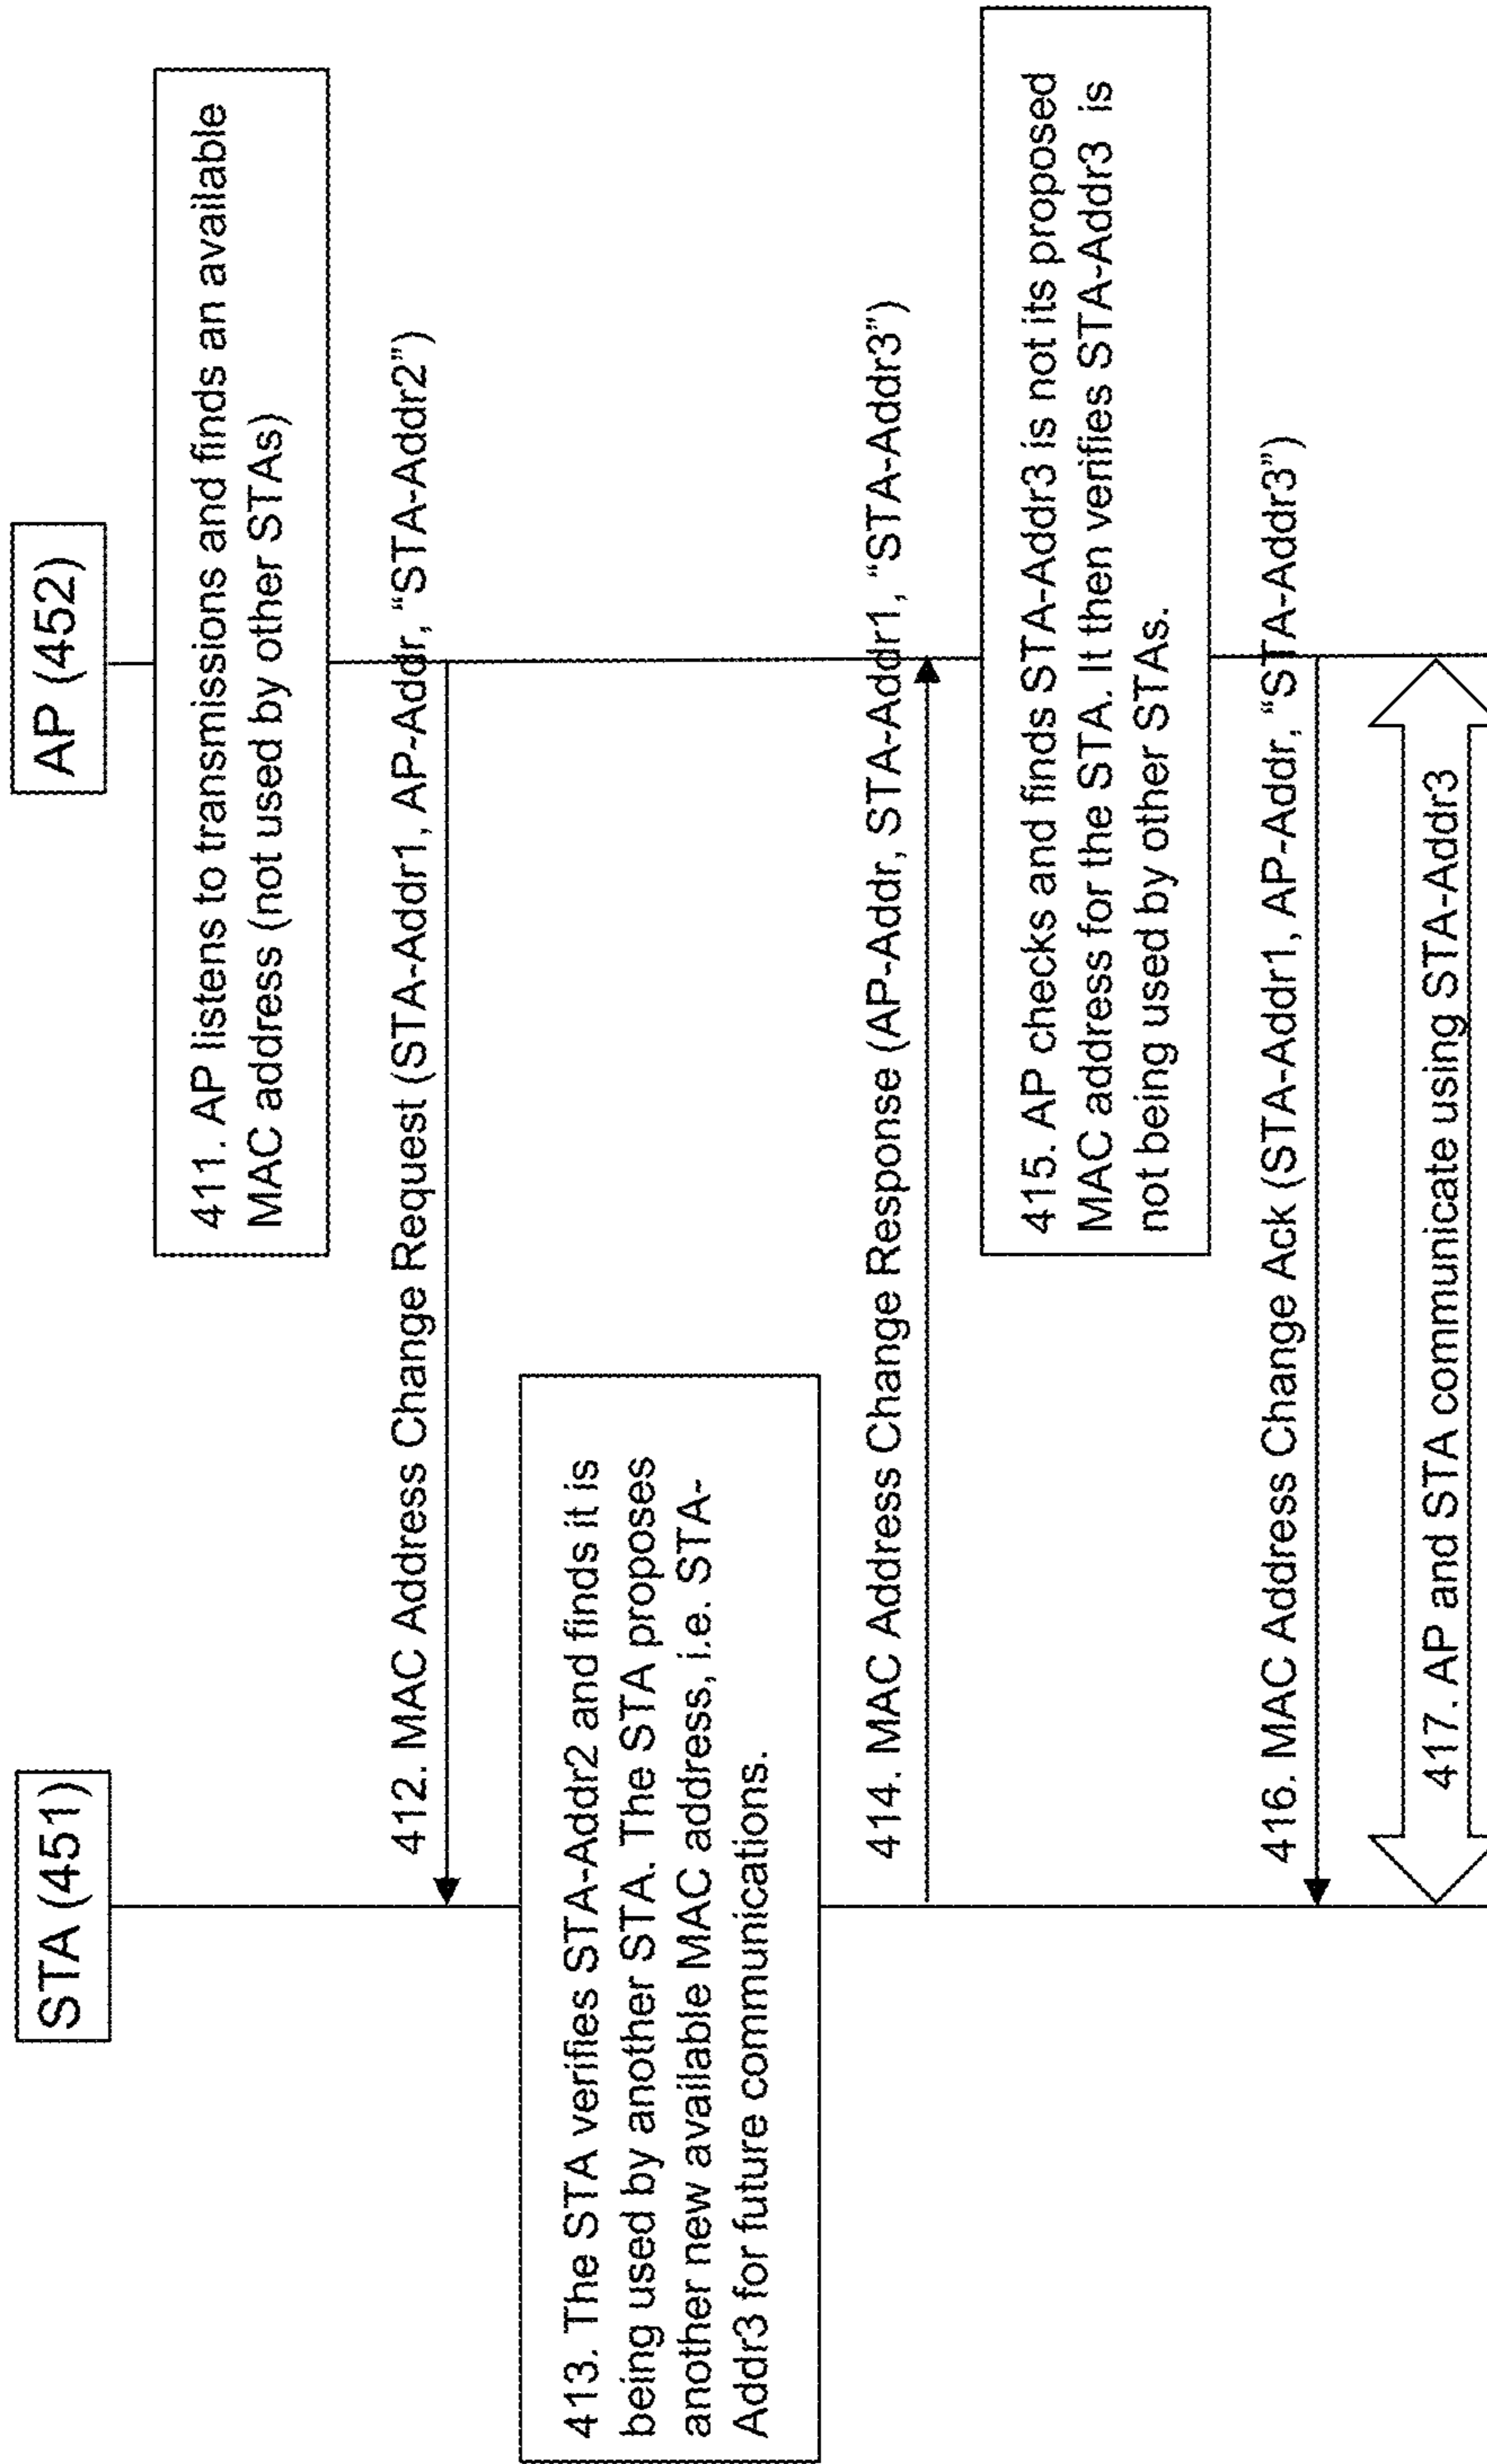 STA (451)
AP (452)
411. AP listens to transmissions and finds an available
MAC address (not used by other STAs)
412. MAC Address Change Request (STA-Addr1, AP-Addr, “STA-Addr2”)
413. The STA verifies STA-Addr2 and finds it is
being used by another STA. The STA proposes
another new available MAC address, i.e. STA-
Addr3 for future communications.
414. MAC Address Change Response (AP-Addr, STA-Addr1, “STA-Addr3”)
415. AP checks and finds STA-Addr3 is not its proposed
MAC address for the STA. It then verifies STA-Addr3 is
not being used by other STAs.
416. MAC Address Change Ack (STA-Addr1, AP-Addr, “STA-Addr3”)
417. AP and STA communicate using STA-Addr3